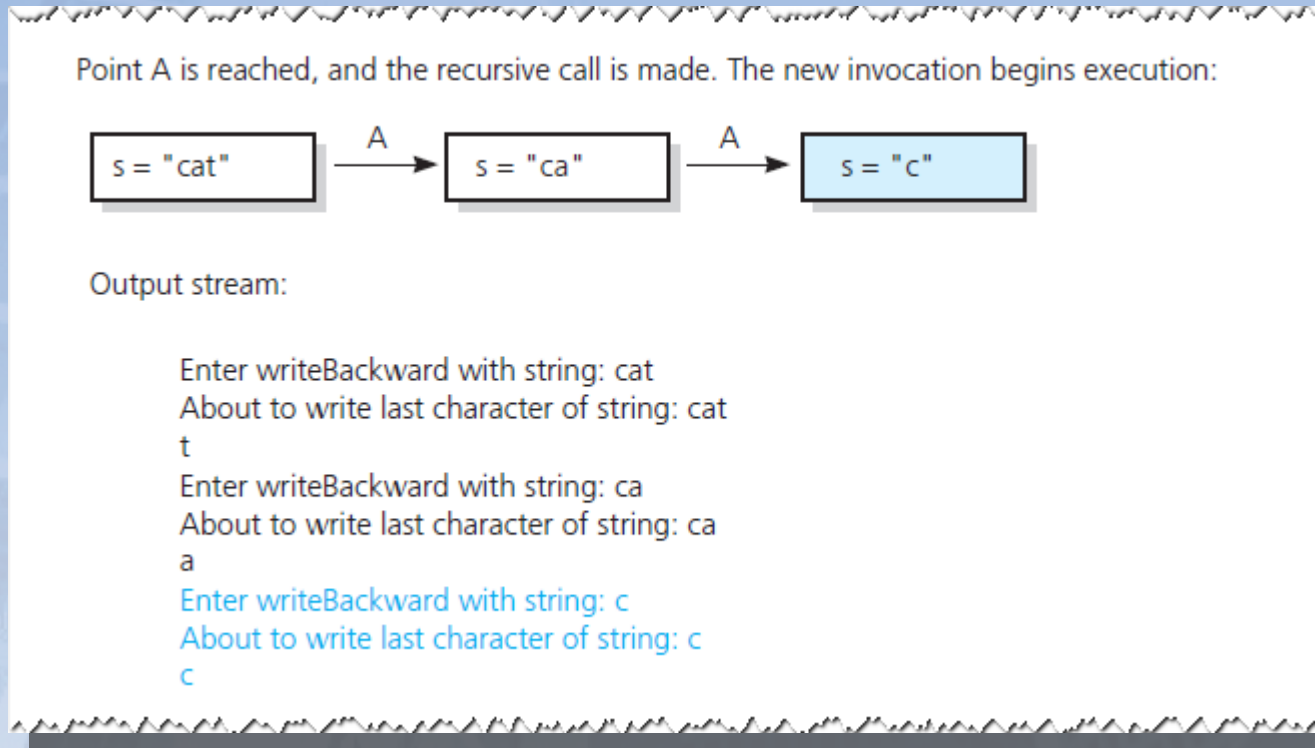 Point A is reached, and the recursive call is made. The new invocation begins execution:
A A
s = "cat" s = "ca" s = "c"
Output stream:
Enter writeBackward with string: cat
About to write last character of string: cat
t
Enter writeBackward with string: ca
About to write last character of string: ca
a
Enter writeBackward with string: c
About to write last character of string: c
c